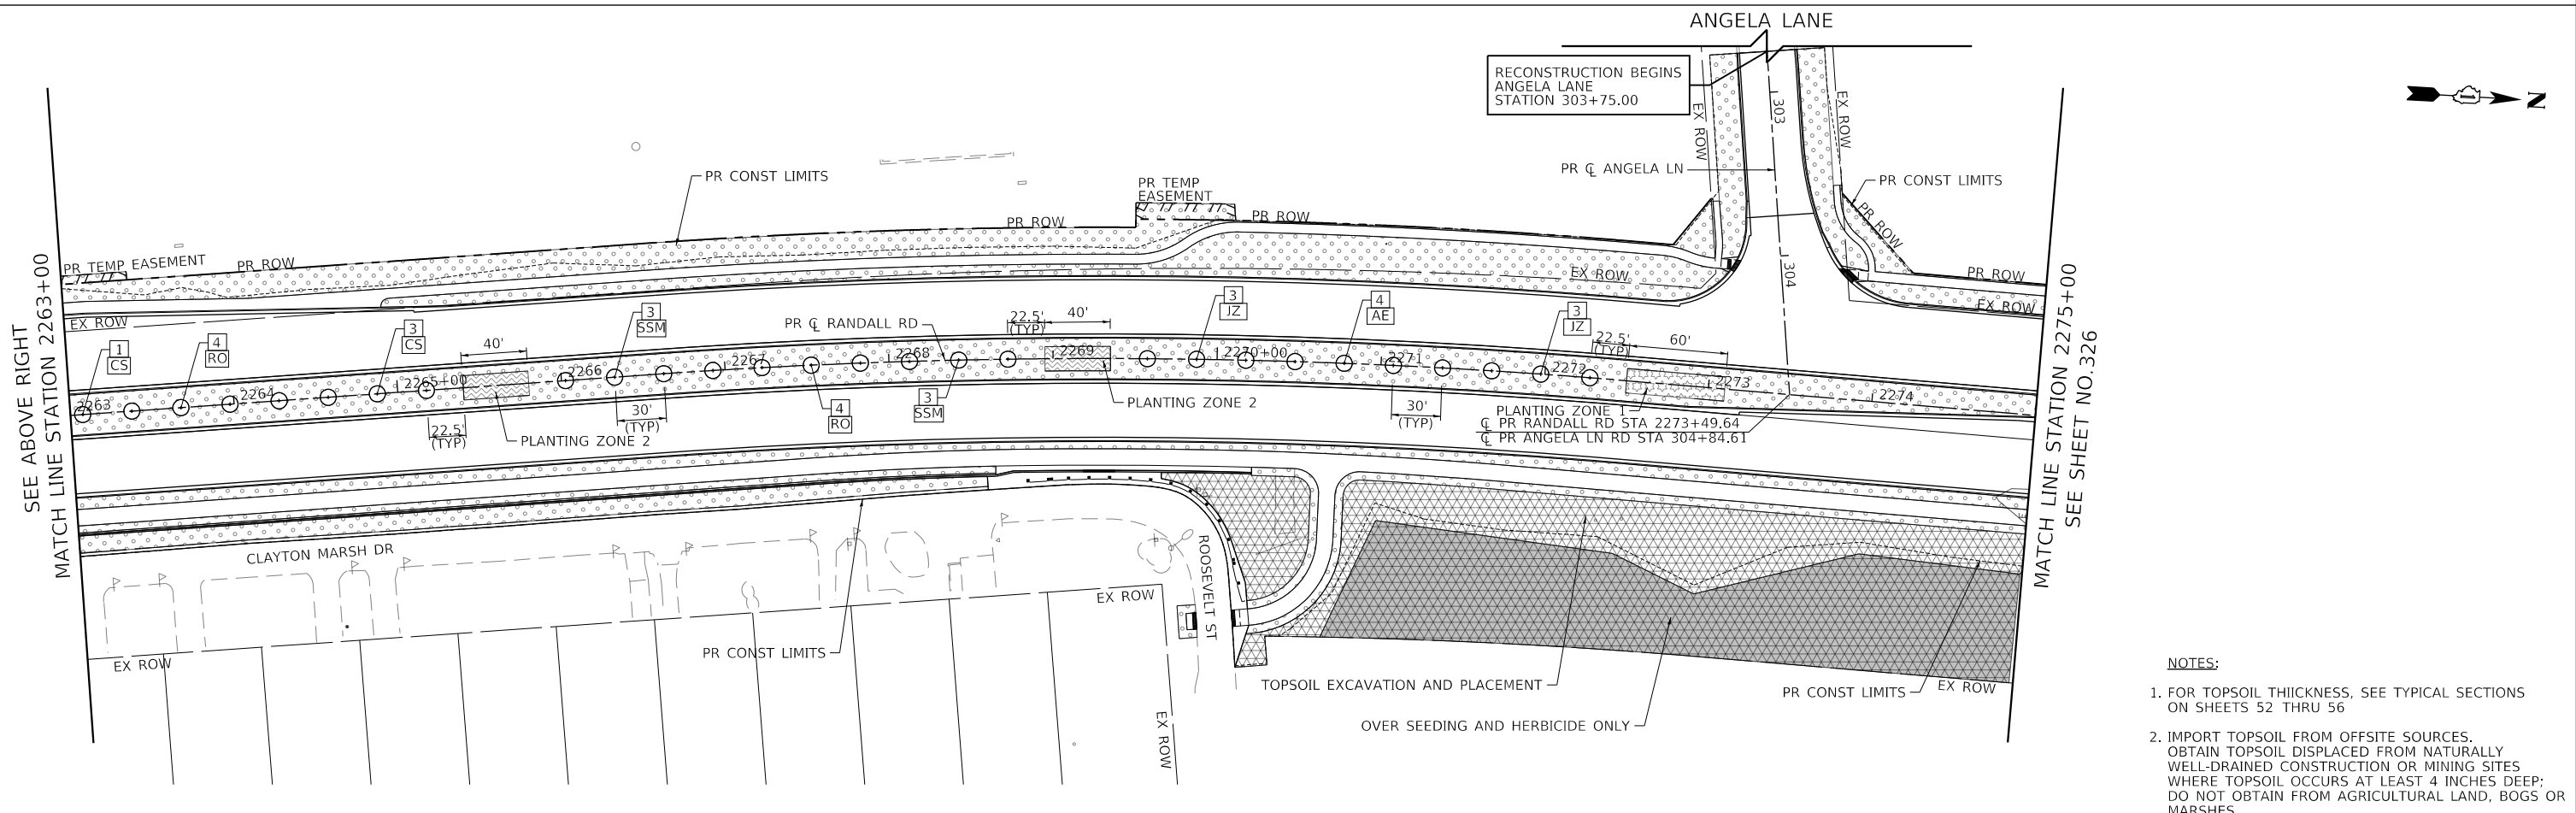 ANGELA LANE
RECONSTRUCTION BEGINS
ANGELA LANE
STATION 303+75.00
N
1
EX ROW
303
EX ROW
PR ℄ ANGELA LN
PR CONST LIMITS
PR CONST LIMITS
PR TEMP
EASEMENT
PR ROW
PR ROW
PR ROW
304
PR TEMP EASEMENT
PR ROW
EX ROW
PR ROW
EX ROW
SEE ABOVE RIGHT
MATCH LINE STATION 2263+00
EX ROW
1
CS
4
RO
3
CS
40'
3
SSM
PR ℄ RANDALL RD
22.5'
(TYP)
40'
3
JZ
4
AE
3
JZ
22.5'
(TYP)
60'
2263
2264
2265+00
2266
2267
2268
2269
2270+00
2271
2272
2273
2274
22.5'
(TYP)
PLANTING ZONE 2
30'
(TYP)
4
RO
3
SSM
PLANTING ZONE 2
30'
(TYP)
PLANTING ZONE 1
℄ PR RANDALL RD STA 2273+49.64
℄ PR ANGELA LN RD STA 304+84.61
MATCH LINE STATION 2275+00
SEE SHEET NO.326
CLAYTON MARSH DR
ROOSEVELT ST
EX ROW
EX ROW
PR CONST LIMITS
EX ROW
TOPSOIL EXCAVATION AND PLACEMENT
OVER SEEDING AND HERBICIDE ONLY
PR CONST LIMITS
EX ROW
NOTES:
1. FOR TOPSOIL THIICKNESS, SEE TYPICAL SECTIONS
ON SHEETS 52 THRU 56
2. IMPORT TOPSOIL FROM OFFSITE SOURCES.
OBTAIN TOPSOIL DISPLACED FROM NATURALLY
WELL-DRAINED CONSTRUCTION OR MINING SITES
WHERE TOPSOIL OCCURS AT LEAST 4 INCHES DEEP;
DO NOT OBTAIN FROM AGRICULTURAL LAND, BOGS OR
MARSHES